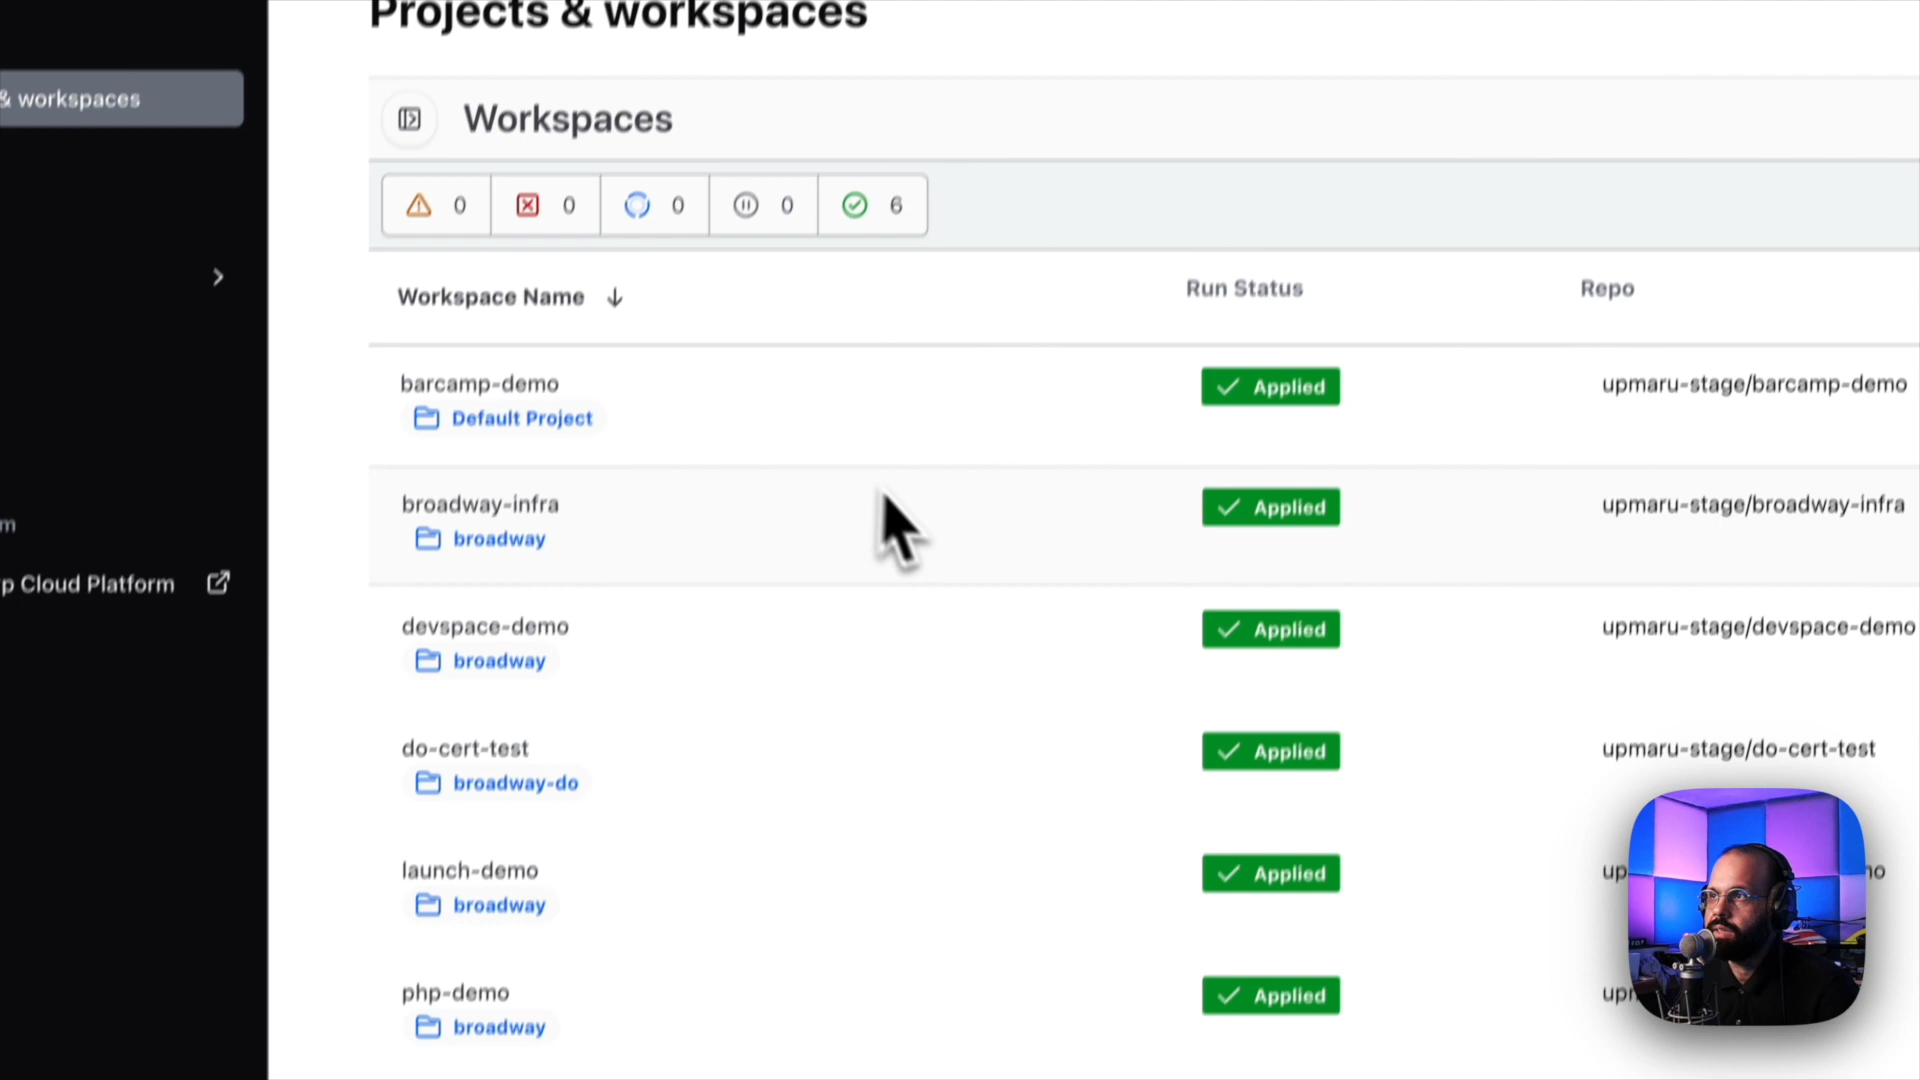 Projects & workspaces
& workspaces
Workspaces
0 0 0 0 6
Workspace Name Run Status Repo
barcamp-demo Applied upmaru-stage/barcamp-demo
Default Project
broadway-infra Applied upmaru-stage/broadway-infra
broadway
m
p Cloud Platform
devspace-demo Applied upmaru-stage/devspace-demo
broadway
do-cert-test Applied upmaru-stage/do-cert-test
broadway-do
launch-demo Applied up
broadway
php-demo Applied
broadway